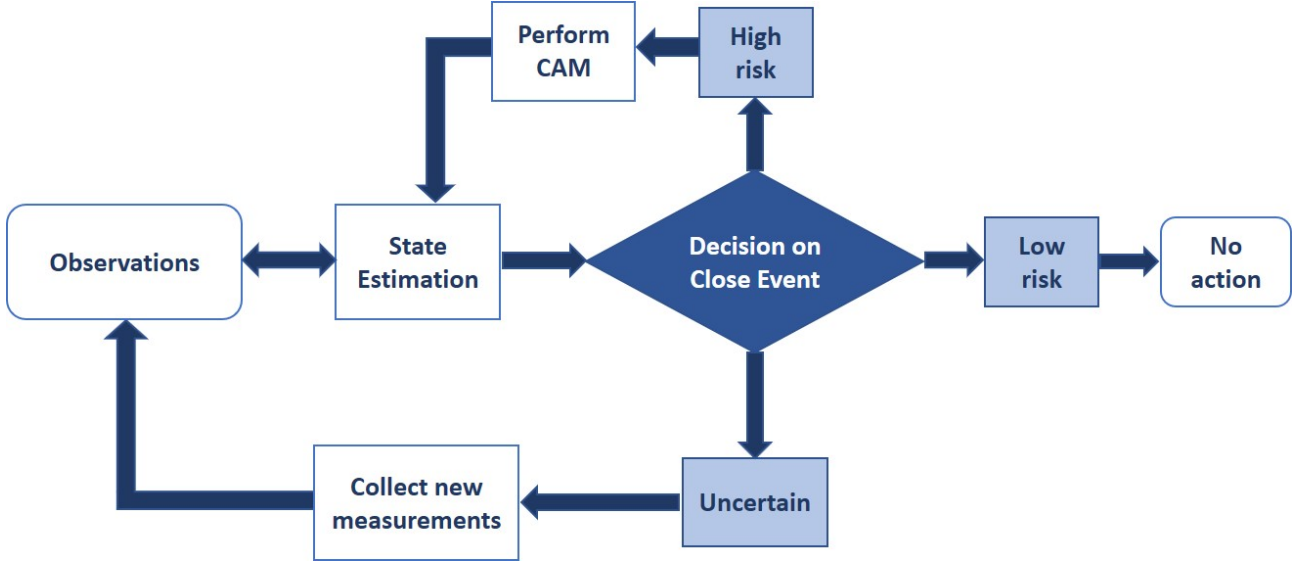 Perform
CAM
High
risk
Observations
State
Estimation
Decision on
Close Event
Low
risk
No
action
Collect new
measurements
Uncertain